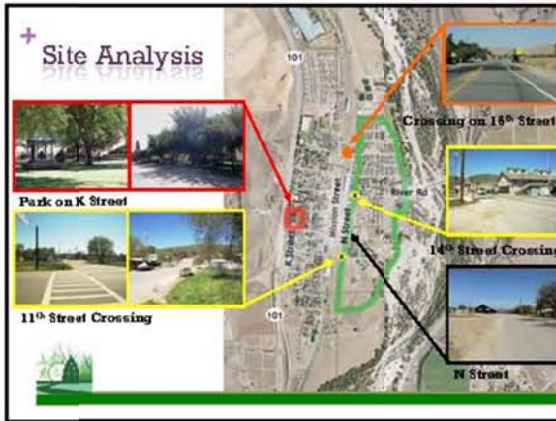 +
Site Analysis
101
Crossing on 16th Street
Park on K Street
River Rd
Mission Street
N Street
K Street
14th Street Crossing
11th Street Crossing
101
N Street